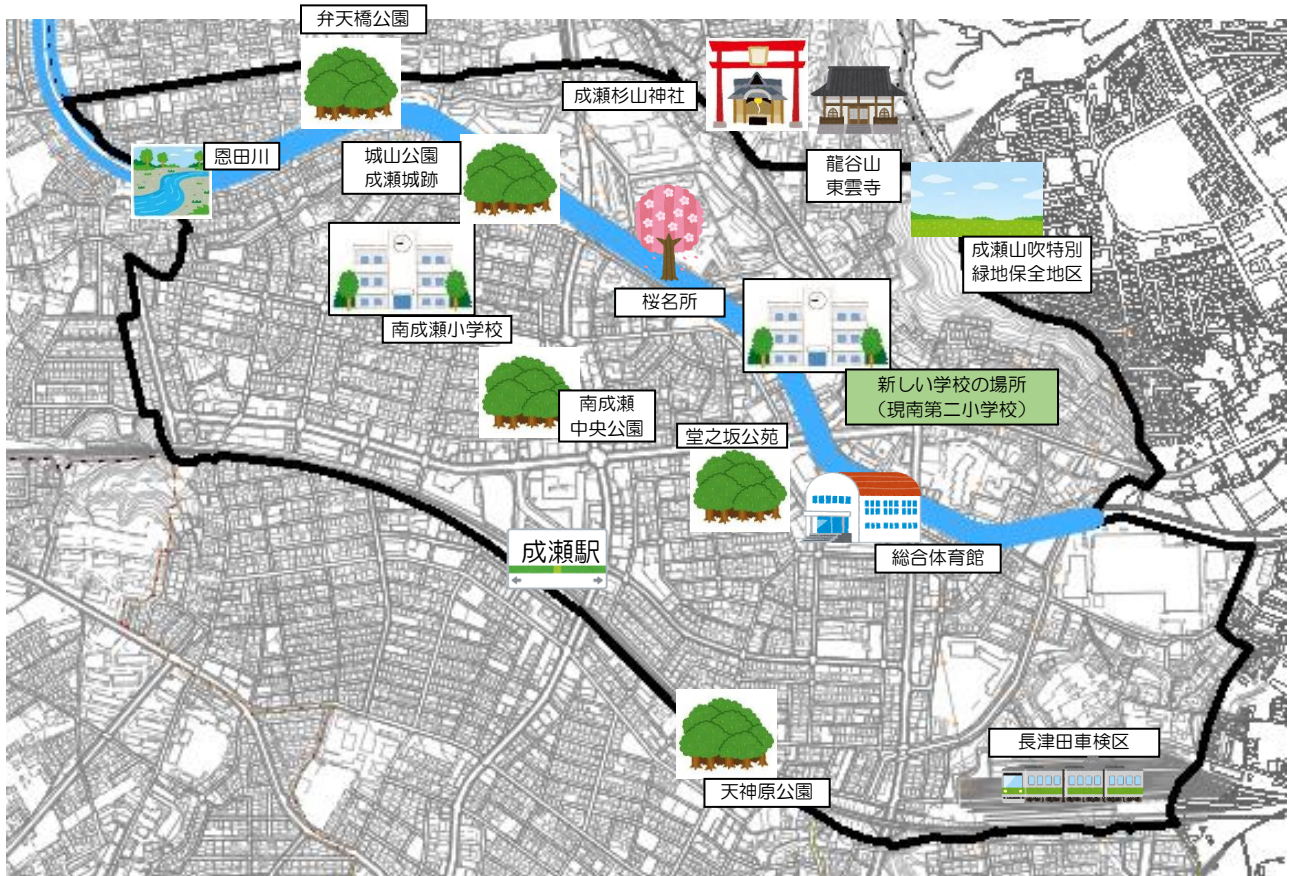 弁天橋公園
成瀬杉山神社
恩田川
城山公園
成瀬城跡
龍谷山
東雲寺
成瀬山吹特別
緑地保全地区
桜名所
南成瀬小学校
新しい学校の場所
（現南第二小学校）
南成瀬
中央公園
堂之坂公苑
成瀬駅
総合体育館
長津田車検区
天神原公園